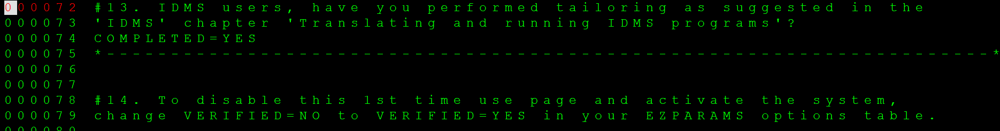 000072 #13. IDMS users, have you performed tailoring as suggested in the
000073 'IDMS' chapter 'Translating and running IDMS programs'?
000074 COMPLETED=YES
000075 *---------------------------------------------------------------------*
000076
000077
000078 #14. To disable this 1st time use page and activate the system,
000079 change VERIFIED=NO to VERIFIED=YES in your EZPARAMS options table.
000080